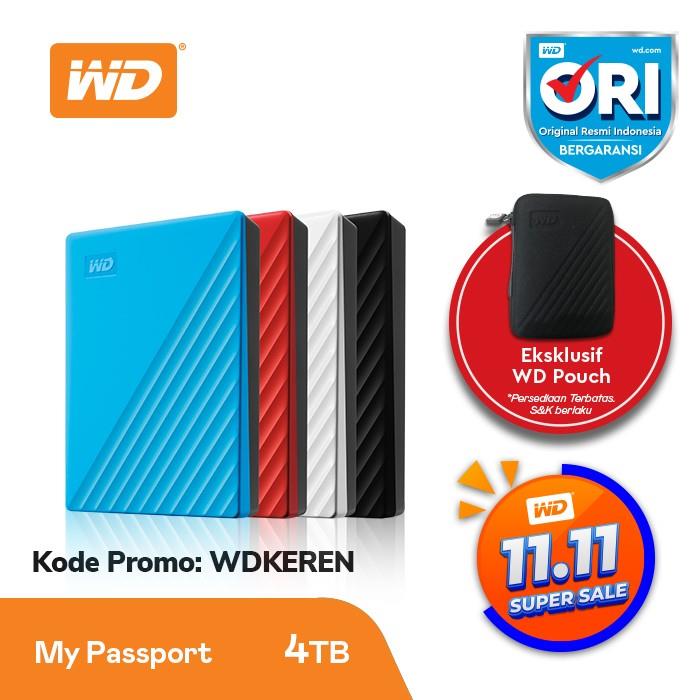 WD®
WD wd.com
ORI
Original Resmi Indonesia
BERGARANSI
WD
WD
Eksklusif
WD Pouch
*Persediaan Terbatas.
S&K berlaku
WD
11.11
SUPER SALE
Kode Promo: WDKEREN
My Passport 4TB